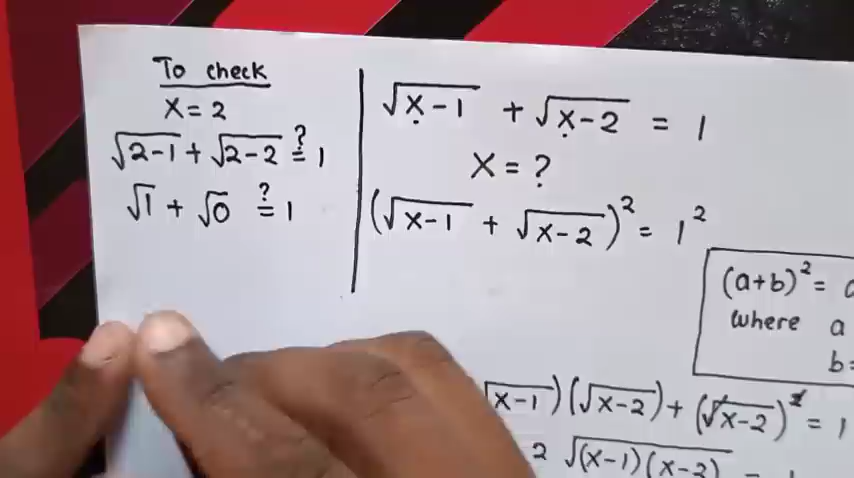 To check
x = 2
√(2-1) + √(2-2) ?= 1
√1 + √0 ?= 1
√(x-1) + √(x-2) = 1
x = ?
(√(x-1) + √(x-2))² = 1²
(a+b)² =
where a
b=
√(x-1))(√(x-2)) + (√(x-2))² = 1
2 √((x-1)(x-2)) =